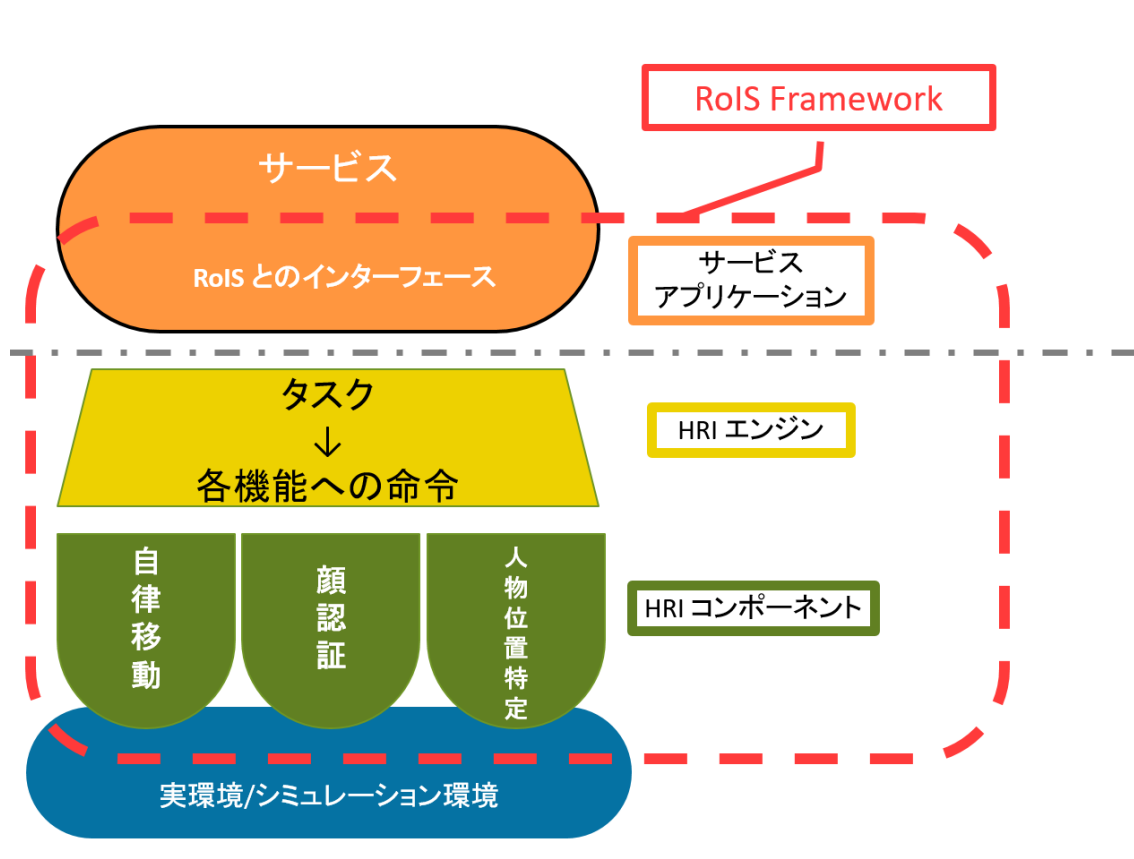 RoIS Framework
サービス
RoIS とのインターフェース
サービス
アプリケーション
タスク
↓
各機能への命令
HRI エンジン
自律移動
顔認証
人物位置特定
HRI コンポーネント
実環境/シミュレーション環境